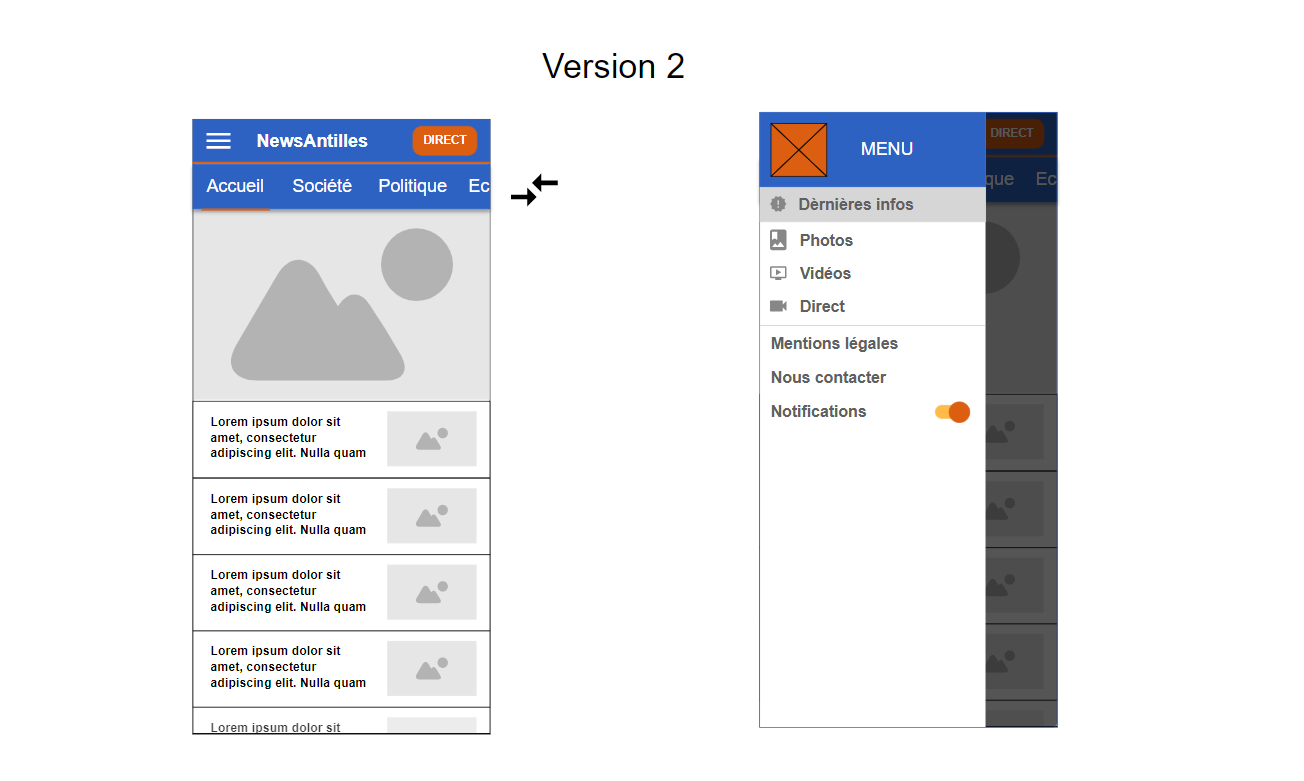 Version 2
NewsAntilles
DIRECT
Accueil
Société
Politique
Ec
Lorem ipsum dolor sit
amet, consectetur
adipiscing elit. Nulla quam
Lorem ipsum dolor sit
amet, consectetur
adipiscing elit. Nulla quam
Lorem ipsum dolor sit
amet, consectetur
adipiscing elit. Nulla quam
Lorem ipsum dolor sit
amet, consectetur
adipiscing elit. Nulla quam
Lorem ipsum dolor sit
MENU
DIRECT
que
Ec
Dèrnières infos
Photos
Vidéos
Direct
Mentions légales
Nous contacter
Notifications